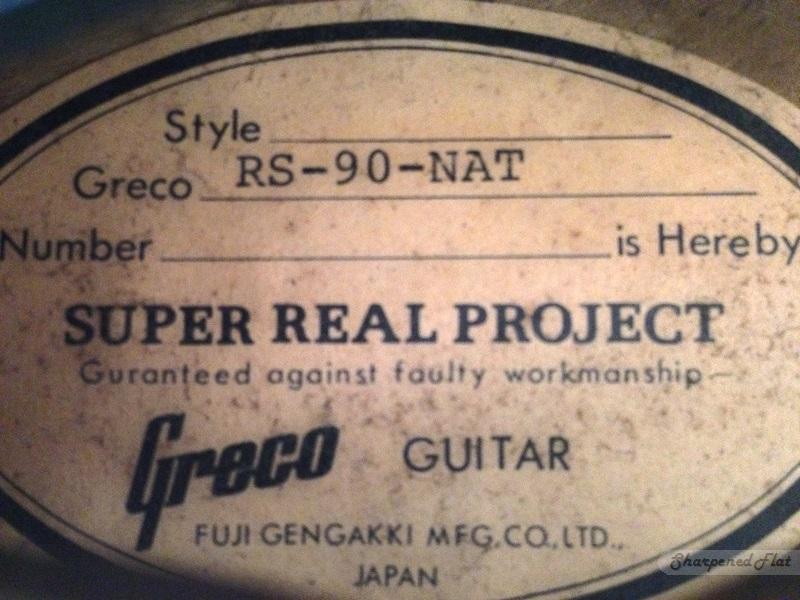 Style
Greco RS-90-NAT
Number is Hereby
SUPER REAL PROJECT
Guranteed against faulty workmanship
Greco GUITAR
FUJI GENGAKKI MFG.CO.,LTD.,
JAPAN
Sharpened Flat